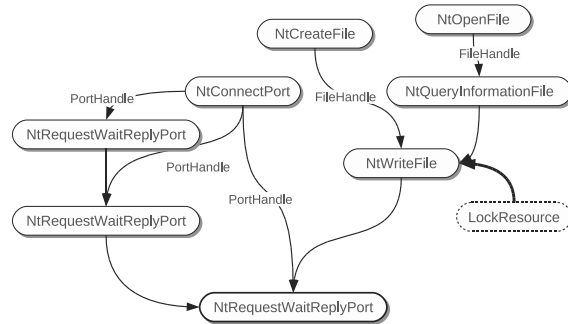 NtOpenFile
NtCreateFile
FileHandle
NtConnectPort
NtQueryInformationFile
PortHandle
FileHandle
NtRequestWaitReplyPort
PortHandle
NtWriteFile
PortHandle
NtRequestWaitReplyPort
LockResource
NtRequestWaitReplyPort